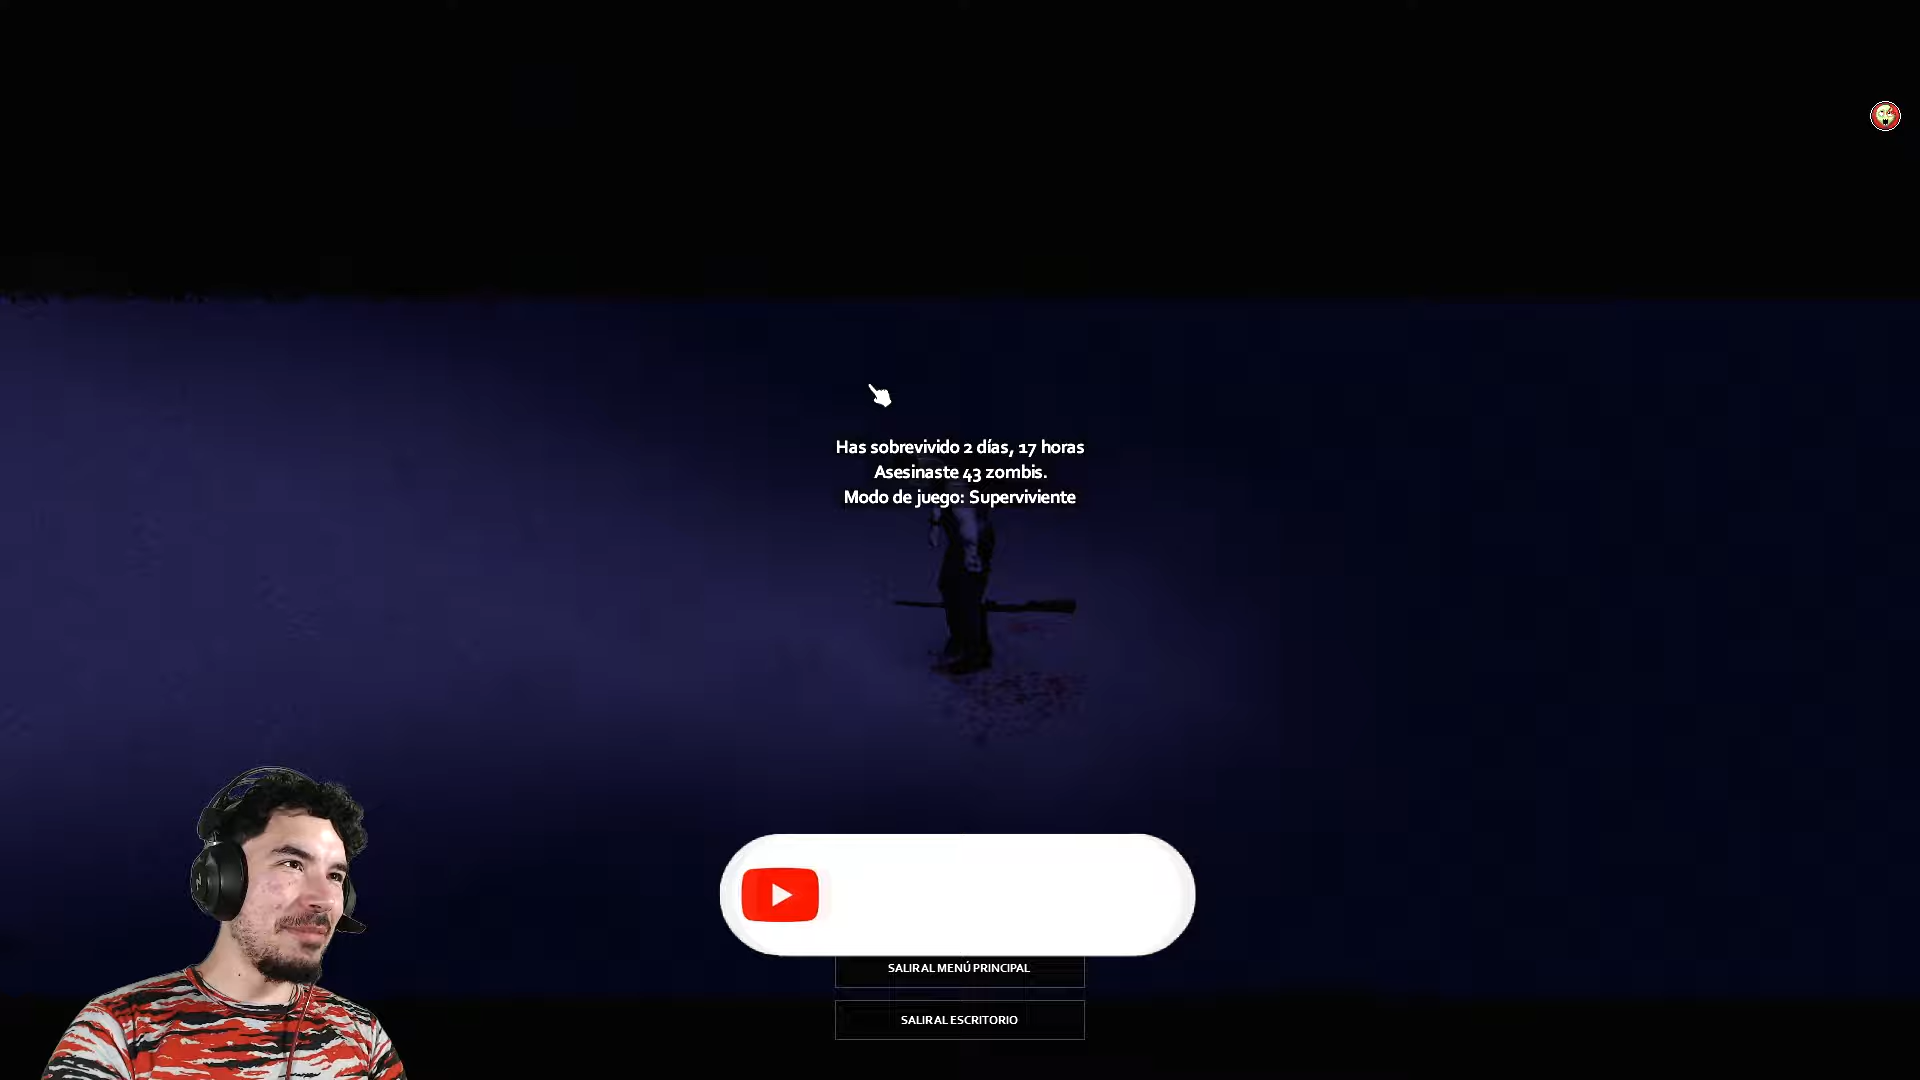 Has sobrevivido 2 días, 17 horas
Asesinaste 43 zombis.
Modo de juego: Superviviente
SALIR AL MENÚ PRINCIPAL
SALIR AL ESCRITORIO